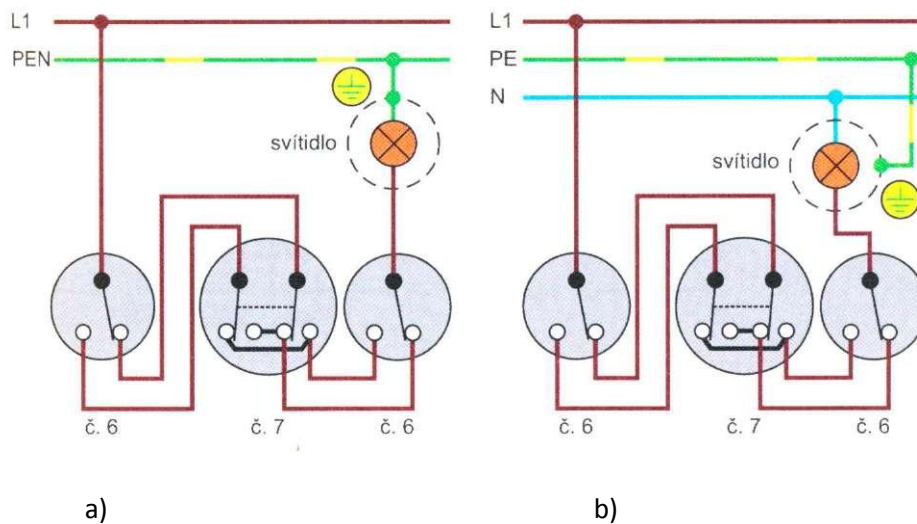 L1
PEN
svítidlo
č. 6
č. 7
č. 6
a)
L1
PE
N
svítidlo
č. 6
č. 7
č. 6
b)